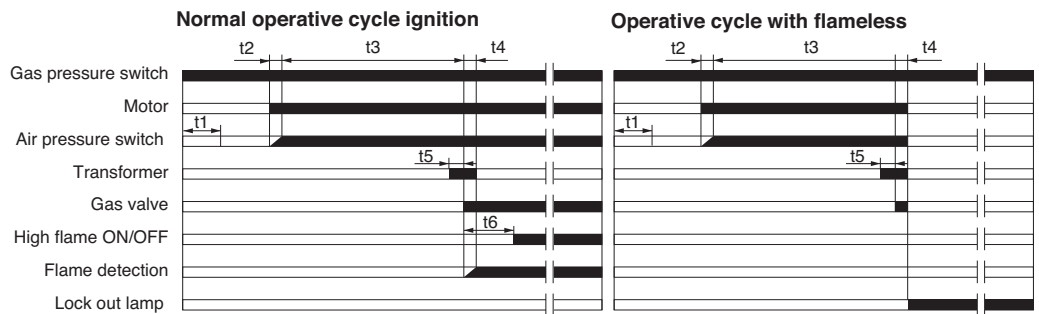 Normal operative cycle ignition
Operative cycle with flameless
t2 t3 t4
t2 t3 t4
Gas pressure switch
Motor
t1
t1
Air pressure switch
t5
t5
Transformer
Gas valve
t6
High flame ON/OFF
Flame detection
Lock out lamp